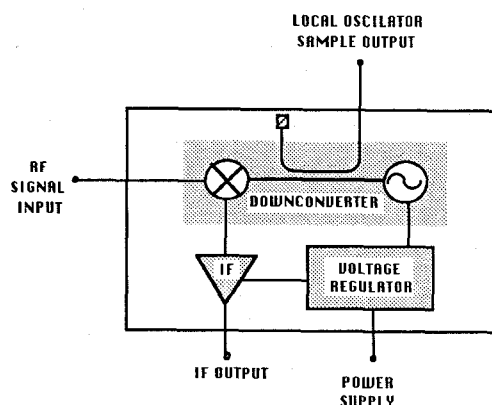 LOCAL OSCILATOR
SAMPLE OUTPUT
RF
SIGNAL
INPUT
DOWNCONVERTER
IF
VOLTAGE
REGULATOR
IF OUTPUT
POWER
SUPPLY